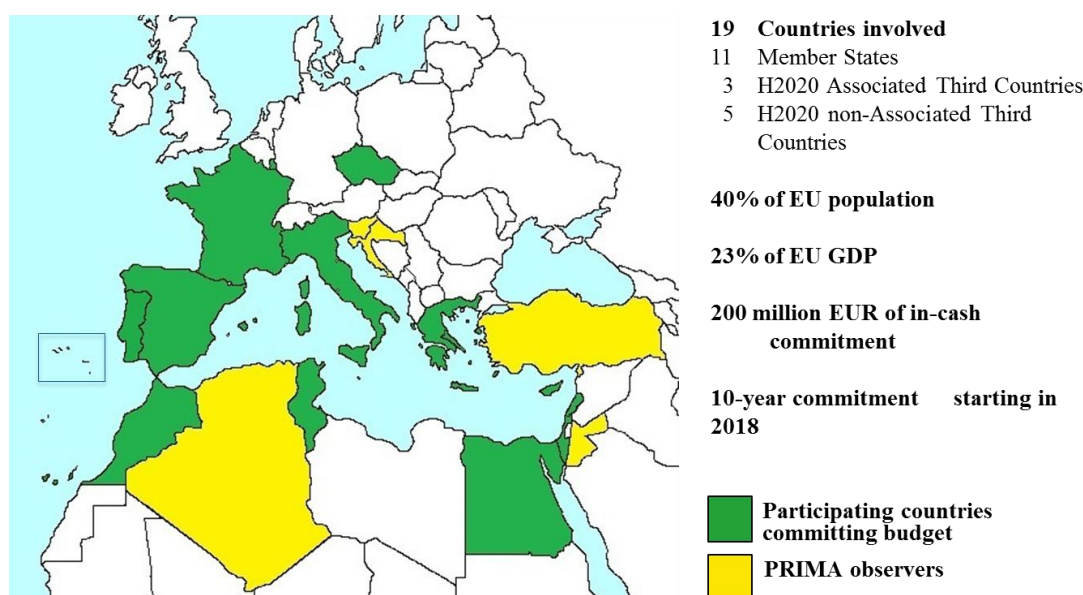 19 Countries involved
11 Member States
3 H2020 Associated Third Countries
5 H2020 non-Associated Third
Countries
40% of EU population
23% of EU GDP
200 million EUR of in-cash
commitment
10-year commitment starting in
2018
Participating countries
committing budget
PRIMA observers